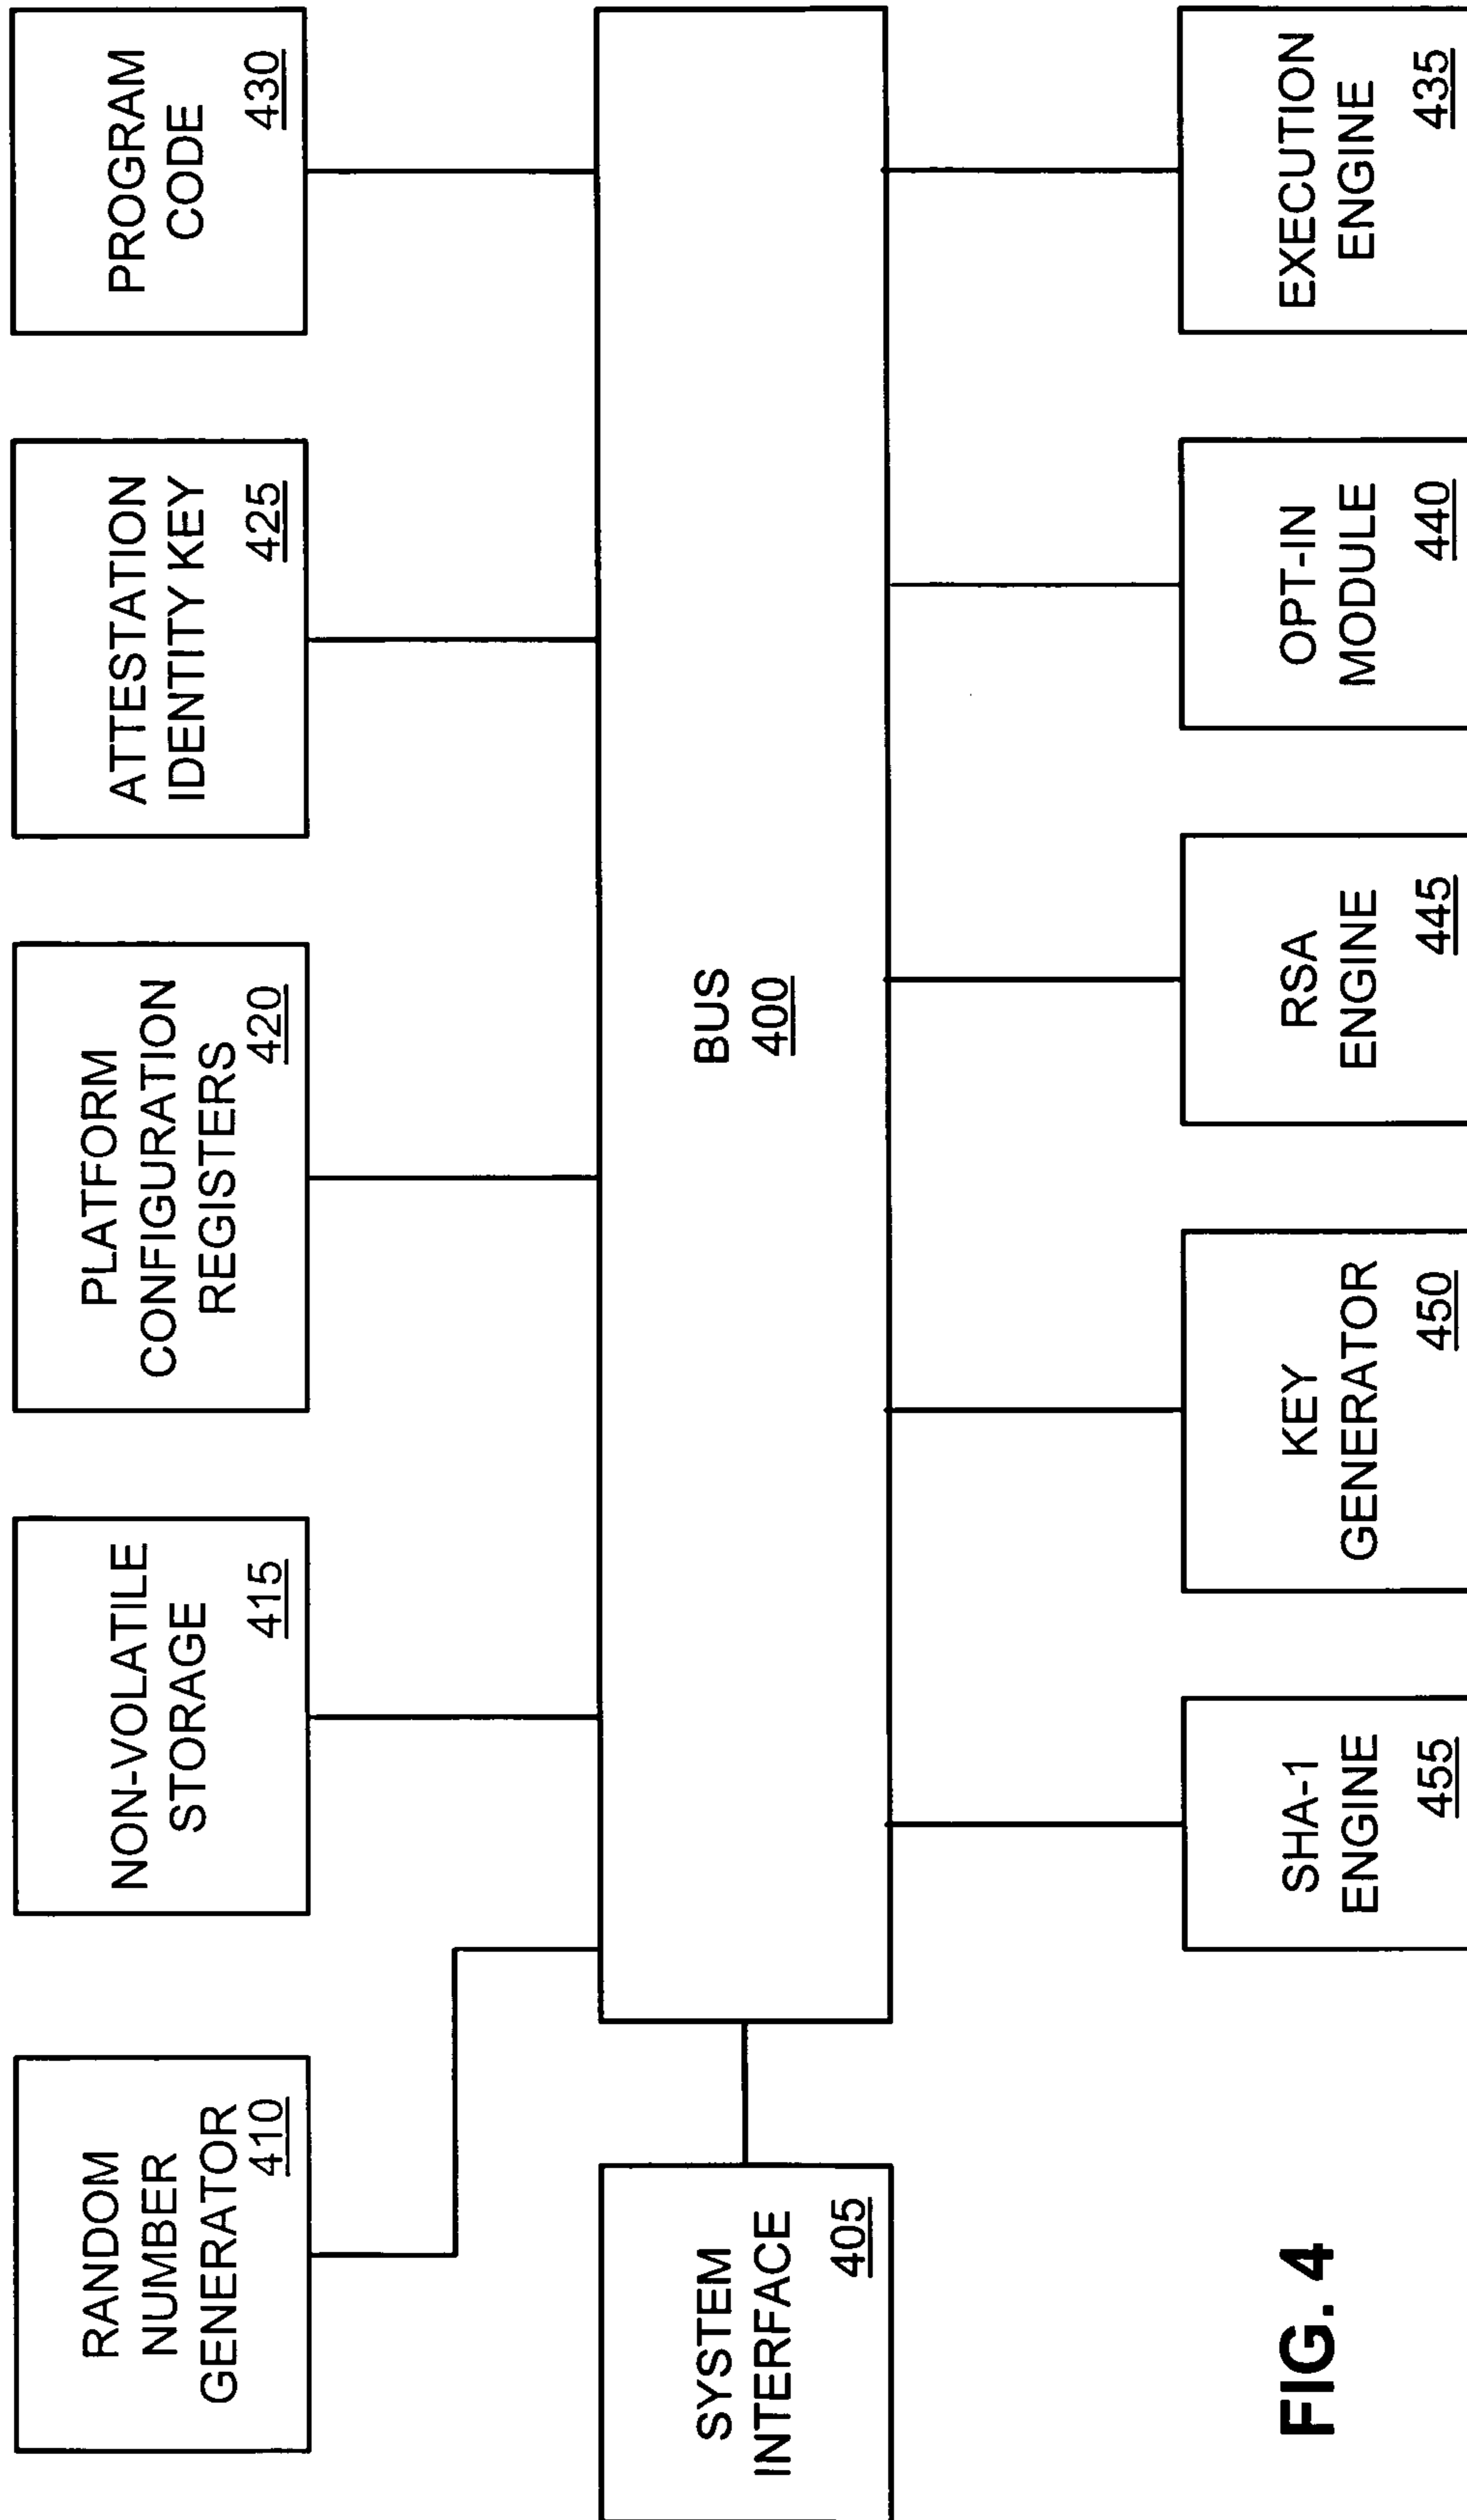 RANDOM
NUMBER
GENERATOR
410
NON-VOLATILE
STORAGE
415
PLATFORM
CONFIGURATION
REGISTERS
420
ATTESTATION
IDENTITY KEY
425
PROGRAM
CODE
430
SYSTEM
INTERFACE
405
BUS
400
SHA-1
ENGINE
455
KEY
GENERATOR
450
RSA
ENGINE
445
OPT-IN
MODULE
440
EXECUTION
ENGINE
435
FIG. 4